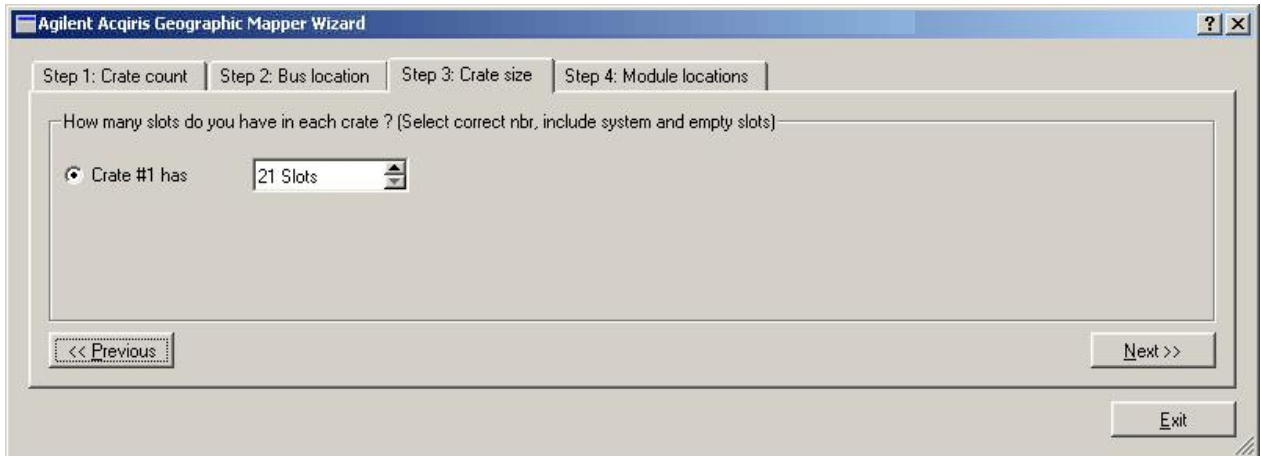 Agilent Acqiris Geographic Mapper Wizard
Step 1: Crate count Step 2: Bus location Step 3: Crate size Step 4: Module locations
How many slots do you have in each crate ? (Select correct nbr, include system and empty slots)
Crate #1 has 21 Slots
<< Previous Next >>
Exit